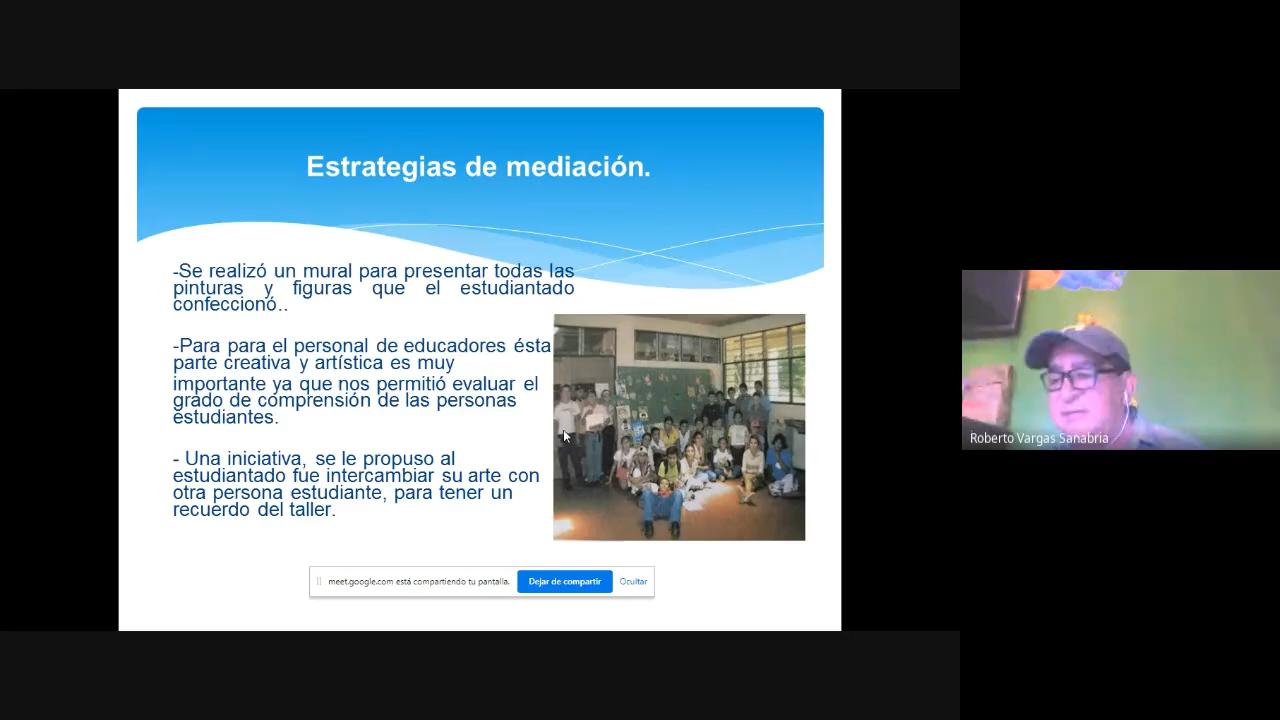 Estrategias de mediación.
-Se realizó un mural para presentar todas las
pinturas y figuras que el estudiantado
confeccionó..
-Para para el personal de educadores ésta
parte creativa y artística es muy
importante ya que nos permitió evaluar el
grado de comprensión de las personas
estudiantes.
- Una iniciativa, se le propuso al
estudiantado fue intercambiar su arte con
otra persona estudiante, para tener un
recuerdo del taller.
meet.google.com está compartiendo tu pantalla. Dejar de compartir Ocultar
Roberto Vargas Sanabria